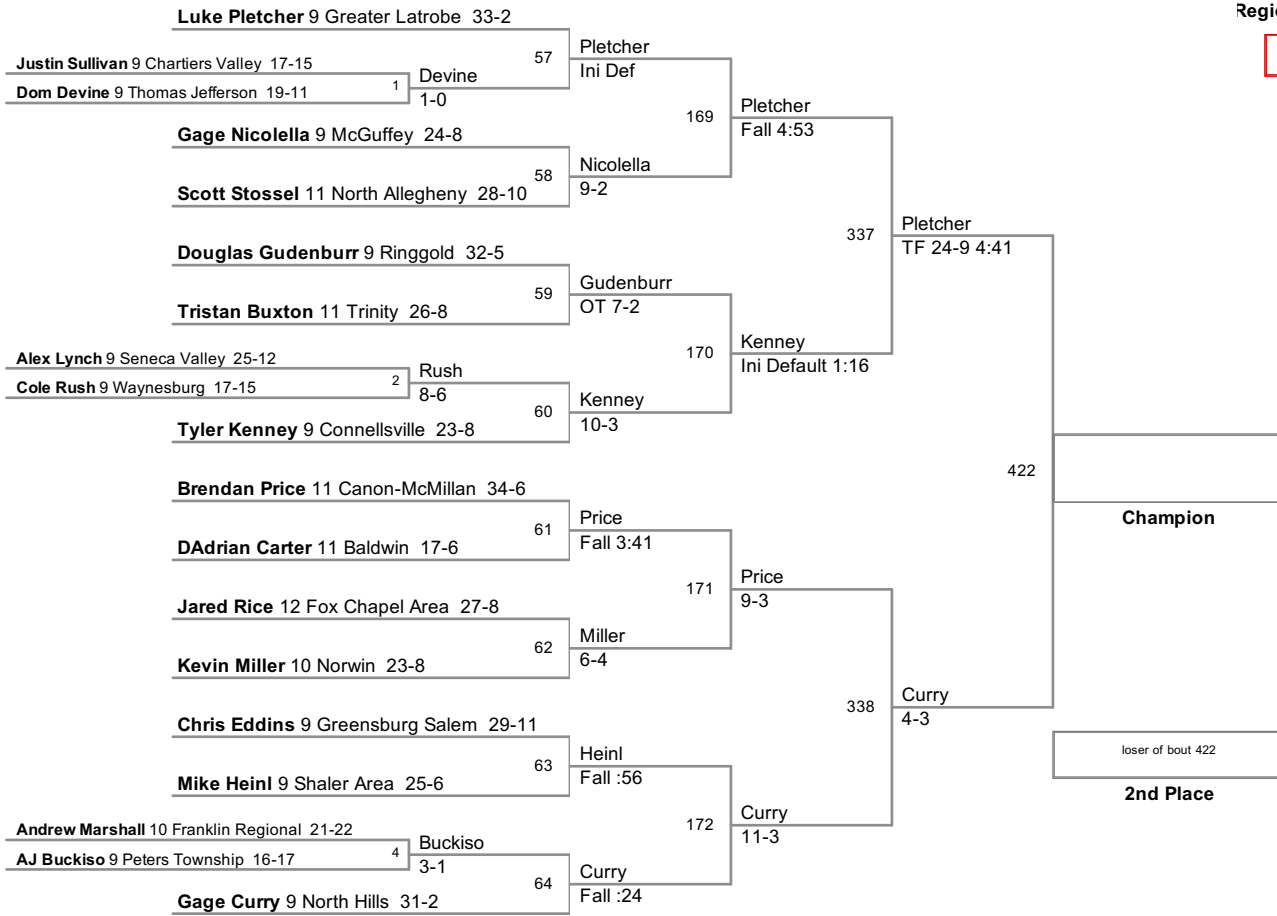 Regi
Luke Pletcher 9 Greater Latrobe 33-2
57
Pletcher
Ini Def
Justin Sullivan 9 Chartiers Valley 17-15
1
Devine
1-0
Dom Devine 9 Thomas Jefferson 19-11
169
Pletcher
Fall 4:53
Gage Nicolella 9 McGuffey 24-8
58
Nicolella
9-2
Scott Stossel 11 North Allegheny 28-10
337
Pletcher
TF 24-9 4:41
Douglas Gudenburr 9 Ringgold 32-5
59
Gudenburr
OT 7-2
Tristan Buxton 11 Trinity 26-8
170
Kenney
Ini Default 1:16
Alex Lynch 9 Seneca Valley 25-12
2
Rush
8-6
Cole Rush 9 Waynesburg 17-15
60
Kenney
10-3
Tyler Kenney 9 Connellsville 23-8
422
Champion
Brendan Price 11 Canon-McMillan 34-6
61
Price
Fall 3:41
DAdrian Carter 11 Baldwin 17-6
171
Price
9-3
Jared Rice 12 Fox Chapel Area 27-8
62
Miller
6-4
Kevin Miller 10 Norwin 23-8
338
Curry
4-3
Chris Eddins 9 Greensburg Salem 29-11
63
Heinl
Fall :56
Mike Heinl 9 Shaler Area 25-6
loser of bout 422
2nd Place
172
Curry
11-3
Andrew Marshall 10 Franklin Regional 21-22
4
Buckiso
3-1
AJ Buckiso 9 Peters Township 16-17
64
Curry
Fall :24
Gage Curry 9 North Hills 31-2